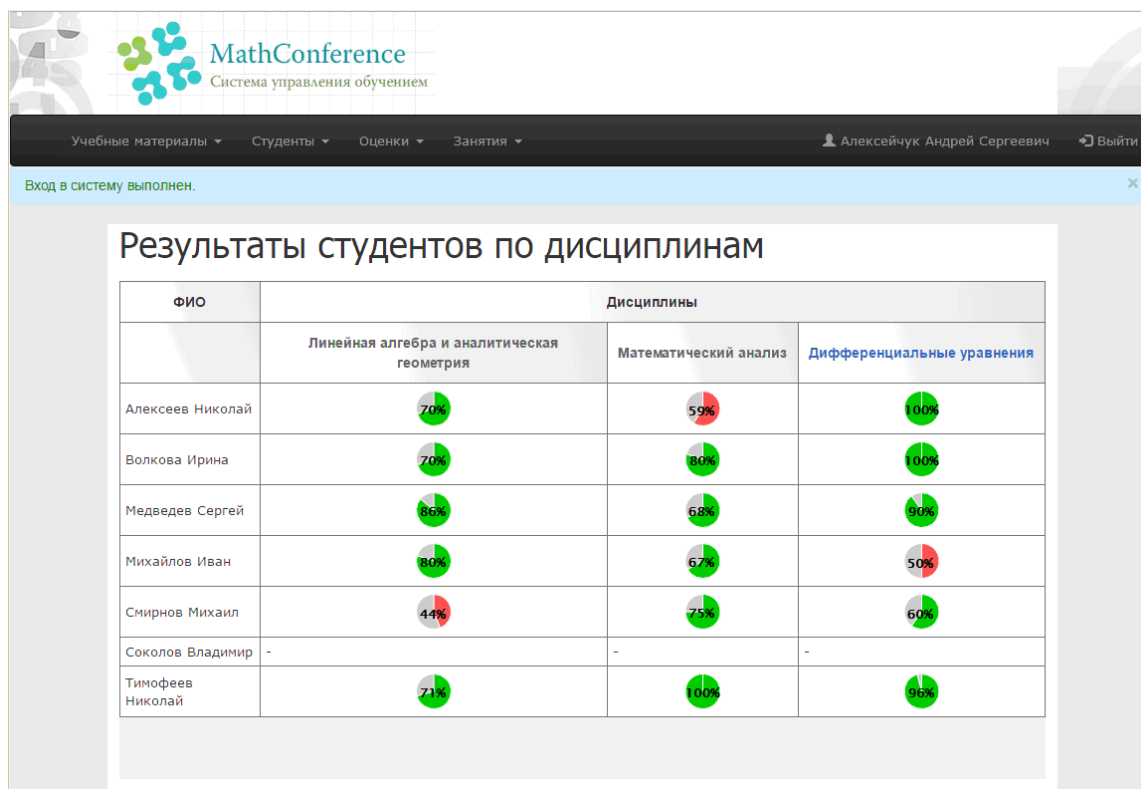 MathConference
Система управления обучением
Учебные материалы Студенты Оценки Занятия Алексейчук Андрей Сергеевич Выйти
Вход в систему выполнен. ×
Результаты студентов по дисциплинам
ФИО Дисциплины
Линейная алгебра и аналитическая
геометрия
Математический анализ Дифференциальные уравнения
Алексеев Николай 70% 59% 100%
Волкова Ирина 70% 80% 100%
Медведев Сергей 86% 68% 90%
Михайлов Иван 80% 67% 50%
Смирнов Михаил 44% 75% 60%
Соколов Владимир - - -
Тимофеев
Николай
71% 100% 96%